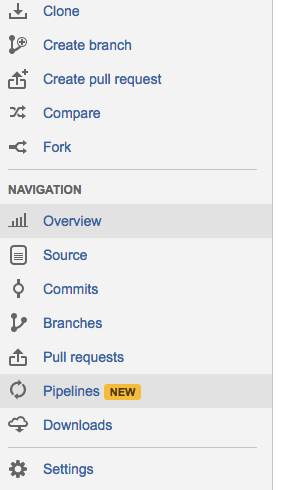 Clone
Create branch
Create pull request
Compare
Fork
NAVIGATION
Overview
Source
Commits
Branches
Pull requests
Pipelines NEW
Downloads
Settings